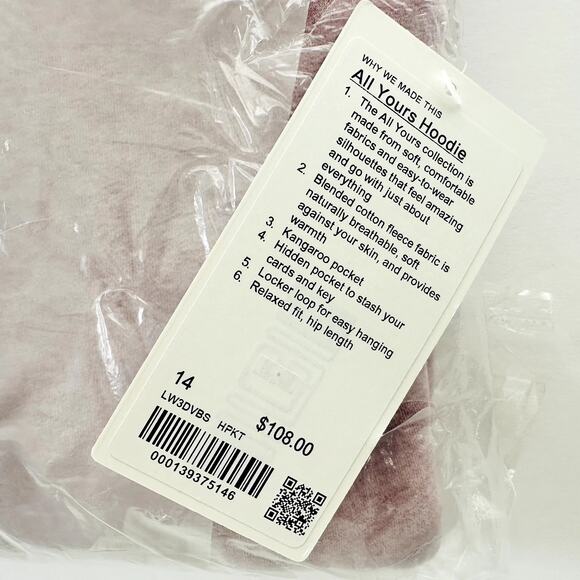 WHY WE MADE THIS
All Yours Hoodie
1. The All Yours collection is
made from soft, comfortable
fabrics and easy-to-wear
silhouettes that feel amazing
and go with just about
everything
2 Blended cotton fleece fabric is
naturally breathable, soft
against your skin, and provides
warmth
3. Kangaroo pocket
4. Hidden pocket to stash your
cards and key
5. Locker loop for easy hanging
6. Relaxed fit, hip length
14
LW3DVBS HPKT
$108.00
000139375146